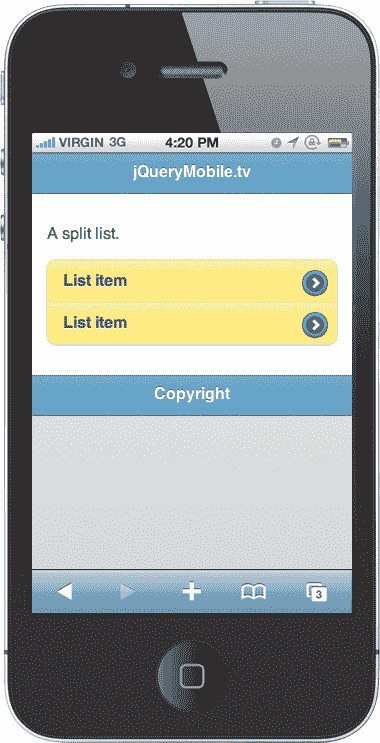 VIRGIN 3G 4:20 PM
jQueryMobile.tv
A split list.
List item
List item
Copyright
3